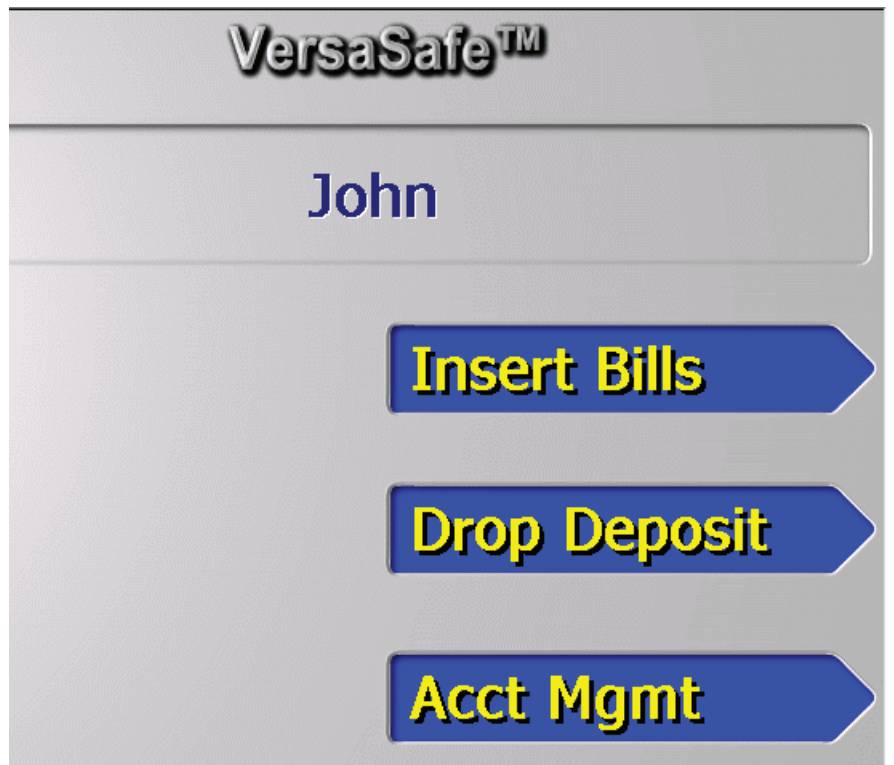 VersaSafe™
John
Insert Bills
Drop Deposit
Acct Mgmt